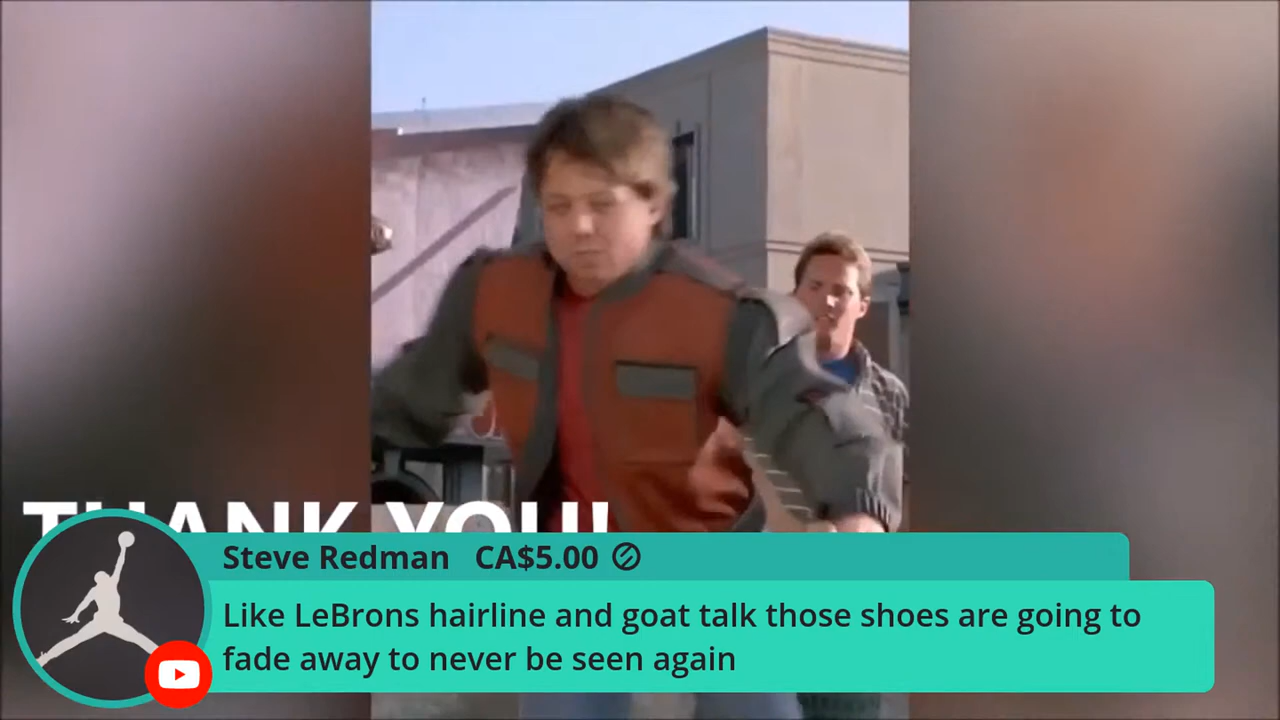 THANK YOU!
Steve Redman CA$5.00
Like LeBrons hairline and goat talk those shoes are going to
fade away to never be seen again